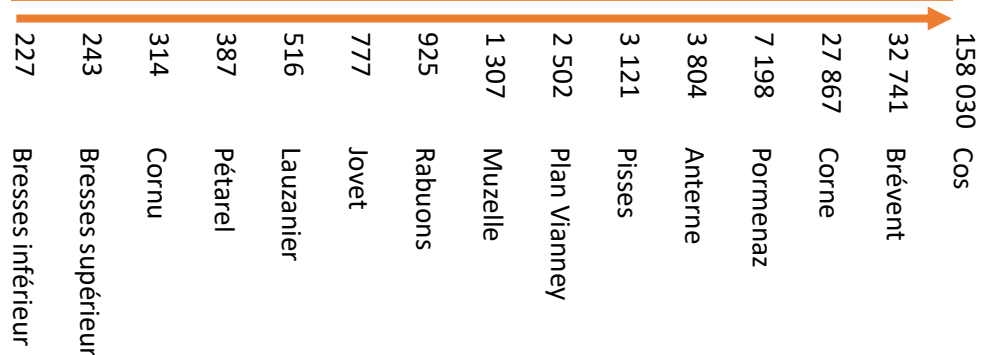 158 030 Cos
32 741 Brévent
27 867 Corne
7 198 Pormenaz
3 804 Anterne
3 121 Pisses
2 502 Plan Vianney
1 307 Muzelle
925 Rabuons
777 Jovet
516 Lauzanier
387 Pétarel
314 Cornu
243 Bresses supérieur
227 Bresses inférieur